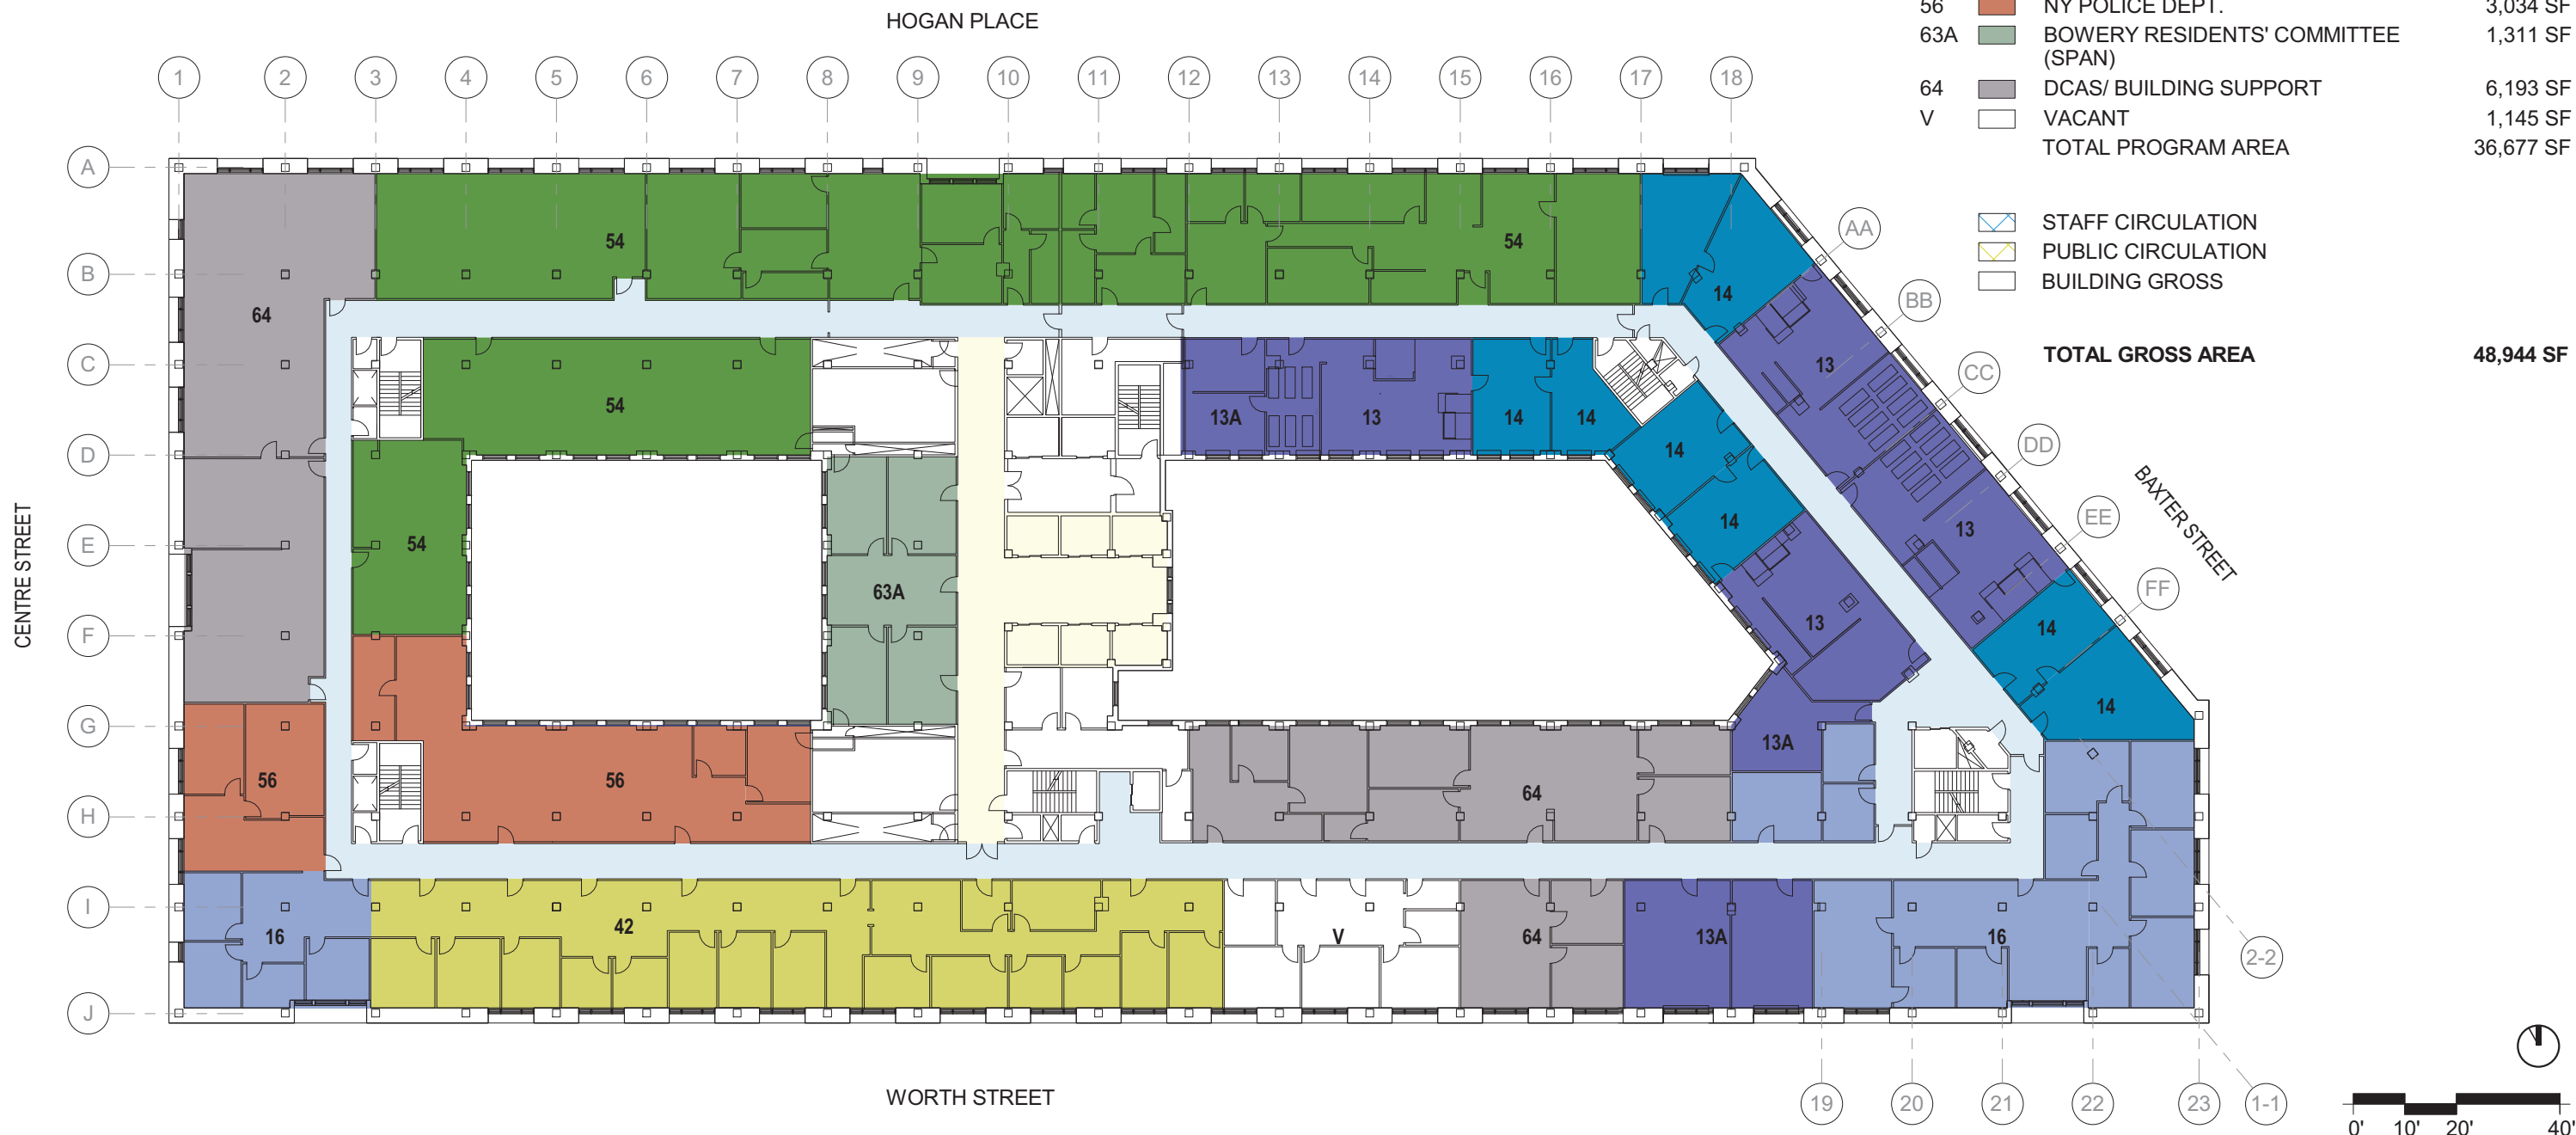 HOGAN PLACE
56 NY POLICE DEPT. 3,034 SF
63A BOWERY RESIDENTS' COMMITTEE 1,311 SF
(SPAN)
64 DCAS/ BUILDING SUPPORT 6,193 SF
V VACANT 1,145 SF
TOTAL PROGRAM AREA 36,677 SF
STAFF CIRCULATION
PUBLIC CIRCULATION
BUILDING GROSS
TOTAL GROSS AREA 48,944 SF
1 2 3 4 5 6 7 8 9 10 11 12 13 14 15 16 17 18
A
AA
B
54
54
14
BB
64
C
13
CC
54
13A
13
14
14
D
14
DD
BAXTER STREET
CENTRE STREET
E
54
14
13
EE
63A
FF
F
13
14
G
14
13A
56
56
64
H
I
42
16
V
64
13A
16
2-2
J
WORTH STREET
19 20 21 22 23 1-1
0' 10' 20' 40'